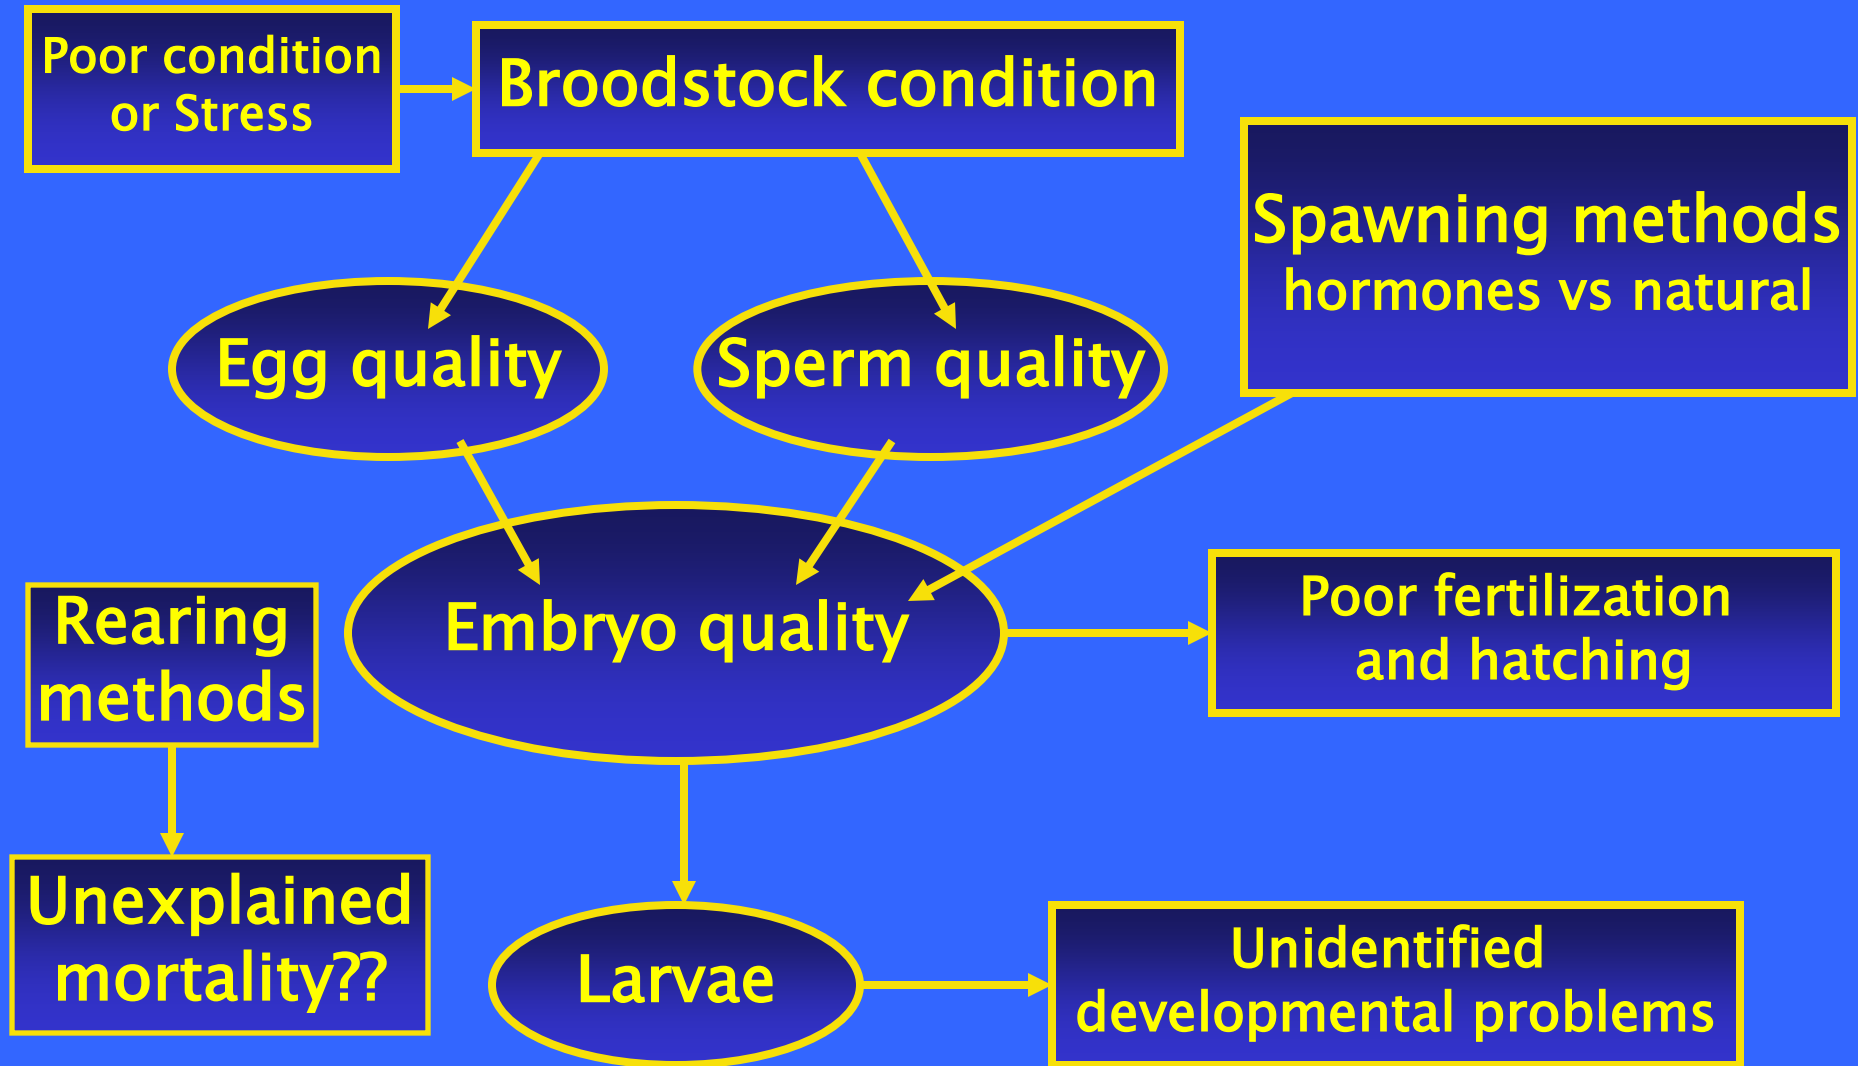 Poor condition
or Stress
Broodstock condition
Spawning methods
hormones vs natural
Egg quality
Sperm quality
Embryo quality
Rearing
methods
Poor fertilization
and hatching
Unexplained
mortality??
Larvae
Unidentified
developmental problems